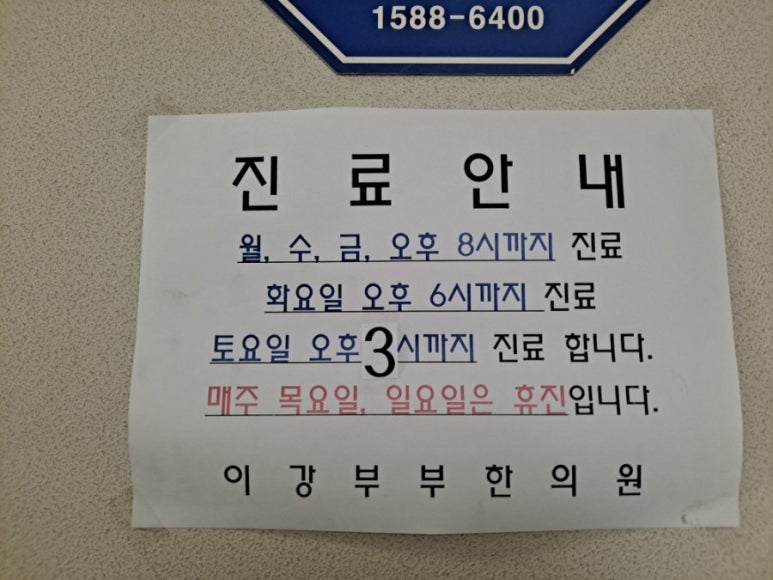 1588-6400
진 료 안 내
월, 수, 금, 오후 8시까지 진료
화요일 오후 6시까지 진료
토요일 오후 3시까지 진료 합니다.
매주 목요일, 일요일은 휴진입니다.
이 강 부 부 한 의 원